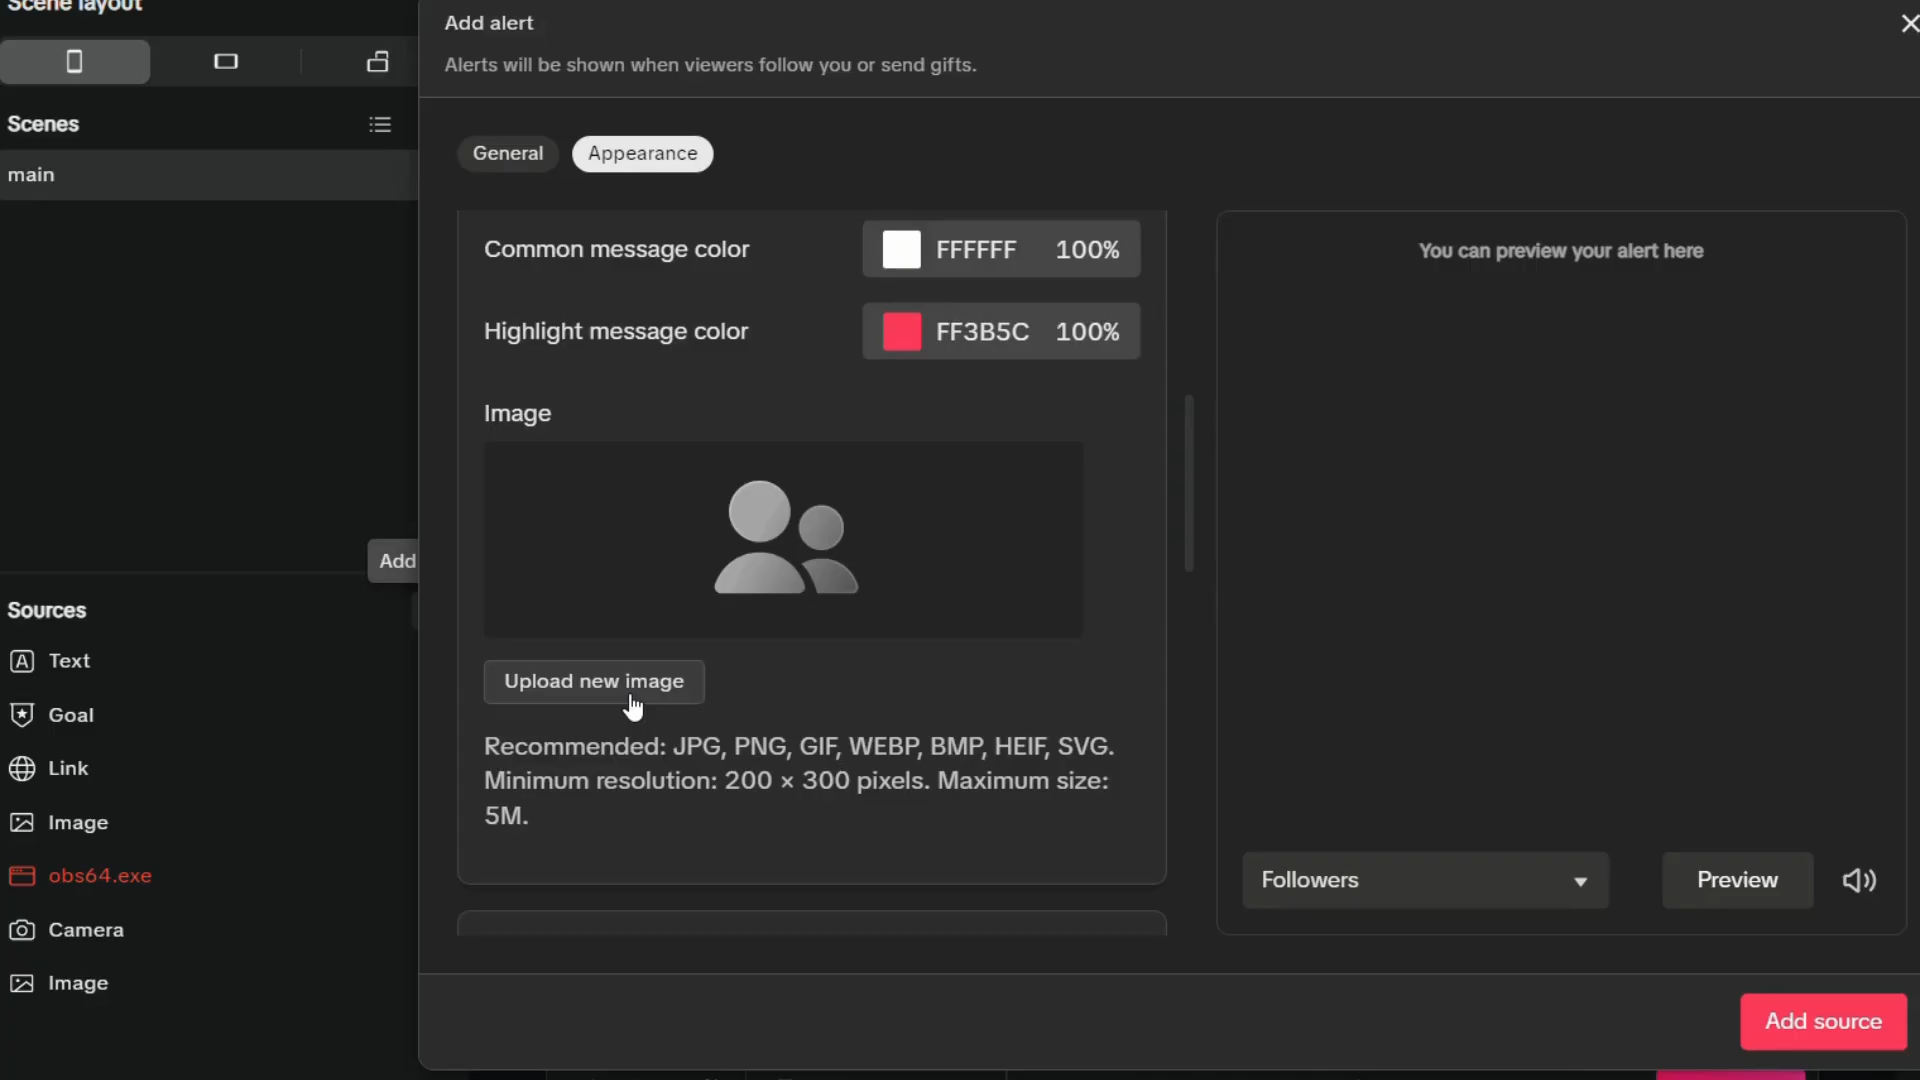 Scene layout
Add alert
Alerts will be shown when viewers follow you or send gifts.
Scenes
General
Appearance
main
Common message color
FFFFFF 100%
You can preview your alert here
Highlight message color
FF3B5C 100%
Image
Add
Sources
Text
Upload new image
Goal
Recommended: JPG, PNG, GIF, WEBP, BMP, HEIF, SVG.
Minimum resolution: 200 × 300 pixels. Maximum size:
5M.
Link
Image
obs64.exe
Followers
Preview
Camera
Image
Add source